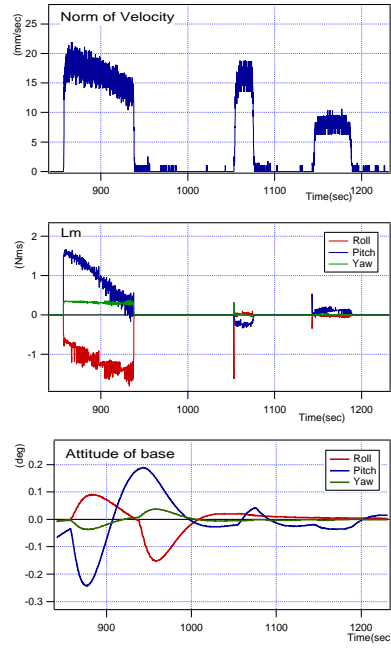 Norm of Velocity
(mm/sec)
25
20
15
10
5
0
900
1000
1100
1200
Time(sec)
Lm
(Nms)
2
1
0
-1
Roll
Pitch
Yaw
900
1000
1100
1200
Time(sec)
Attitude of base
(deg)
0.2
0.1
0.0
-0.1
-0.2
-0.3
Roll
Pitch
Yaw
900
1000
1100
1200
Time(sec